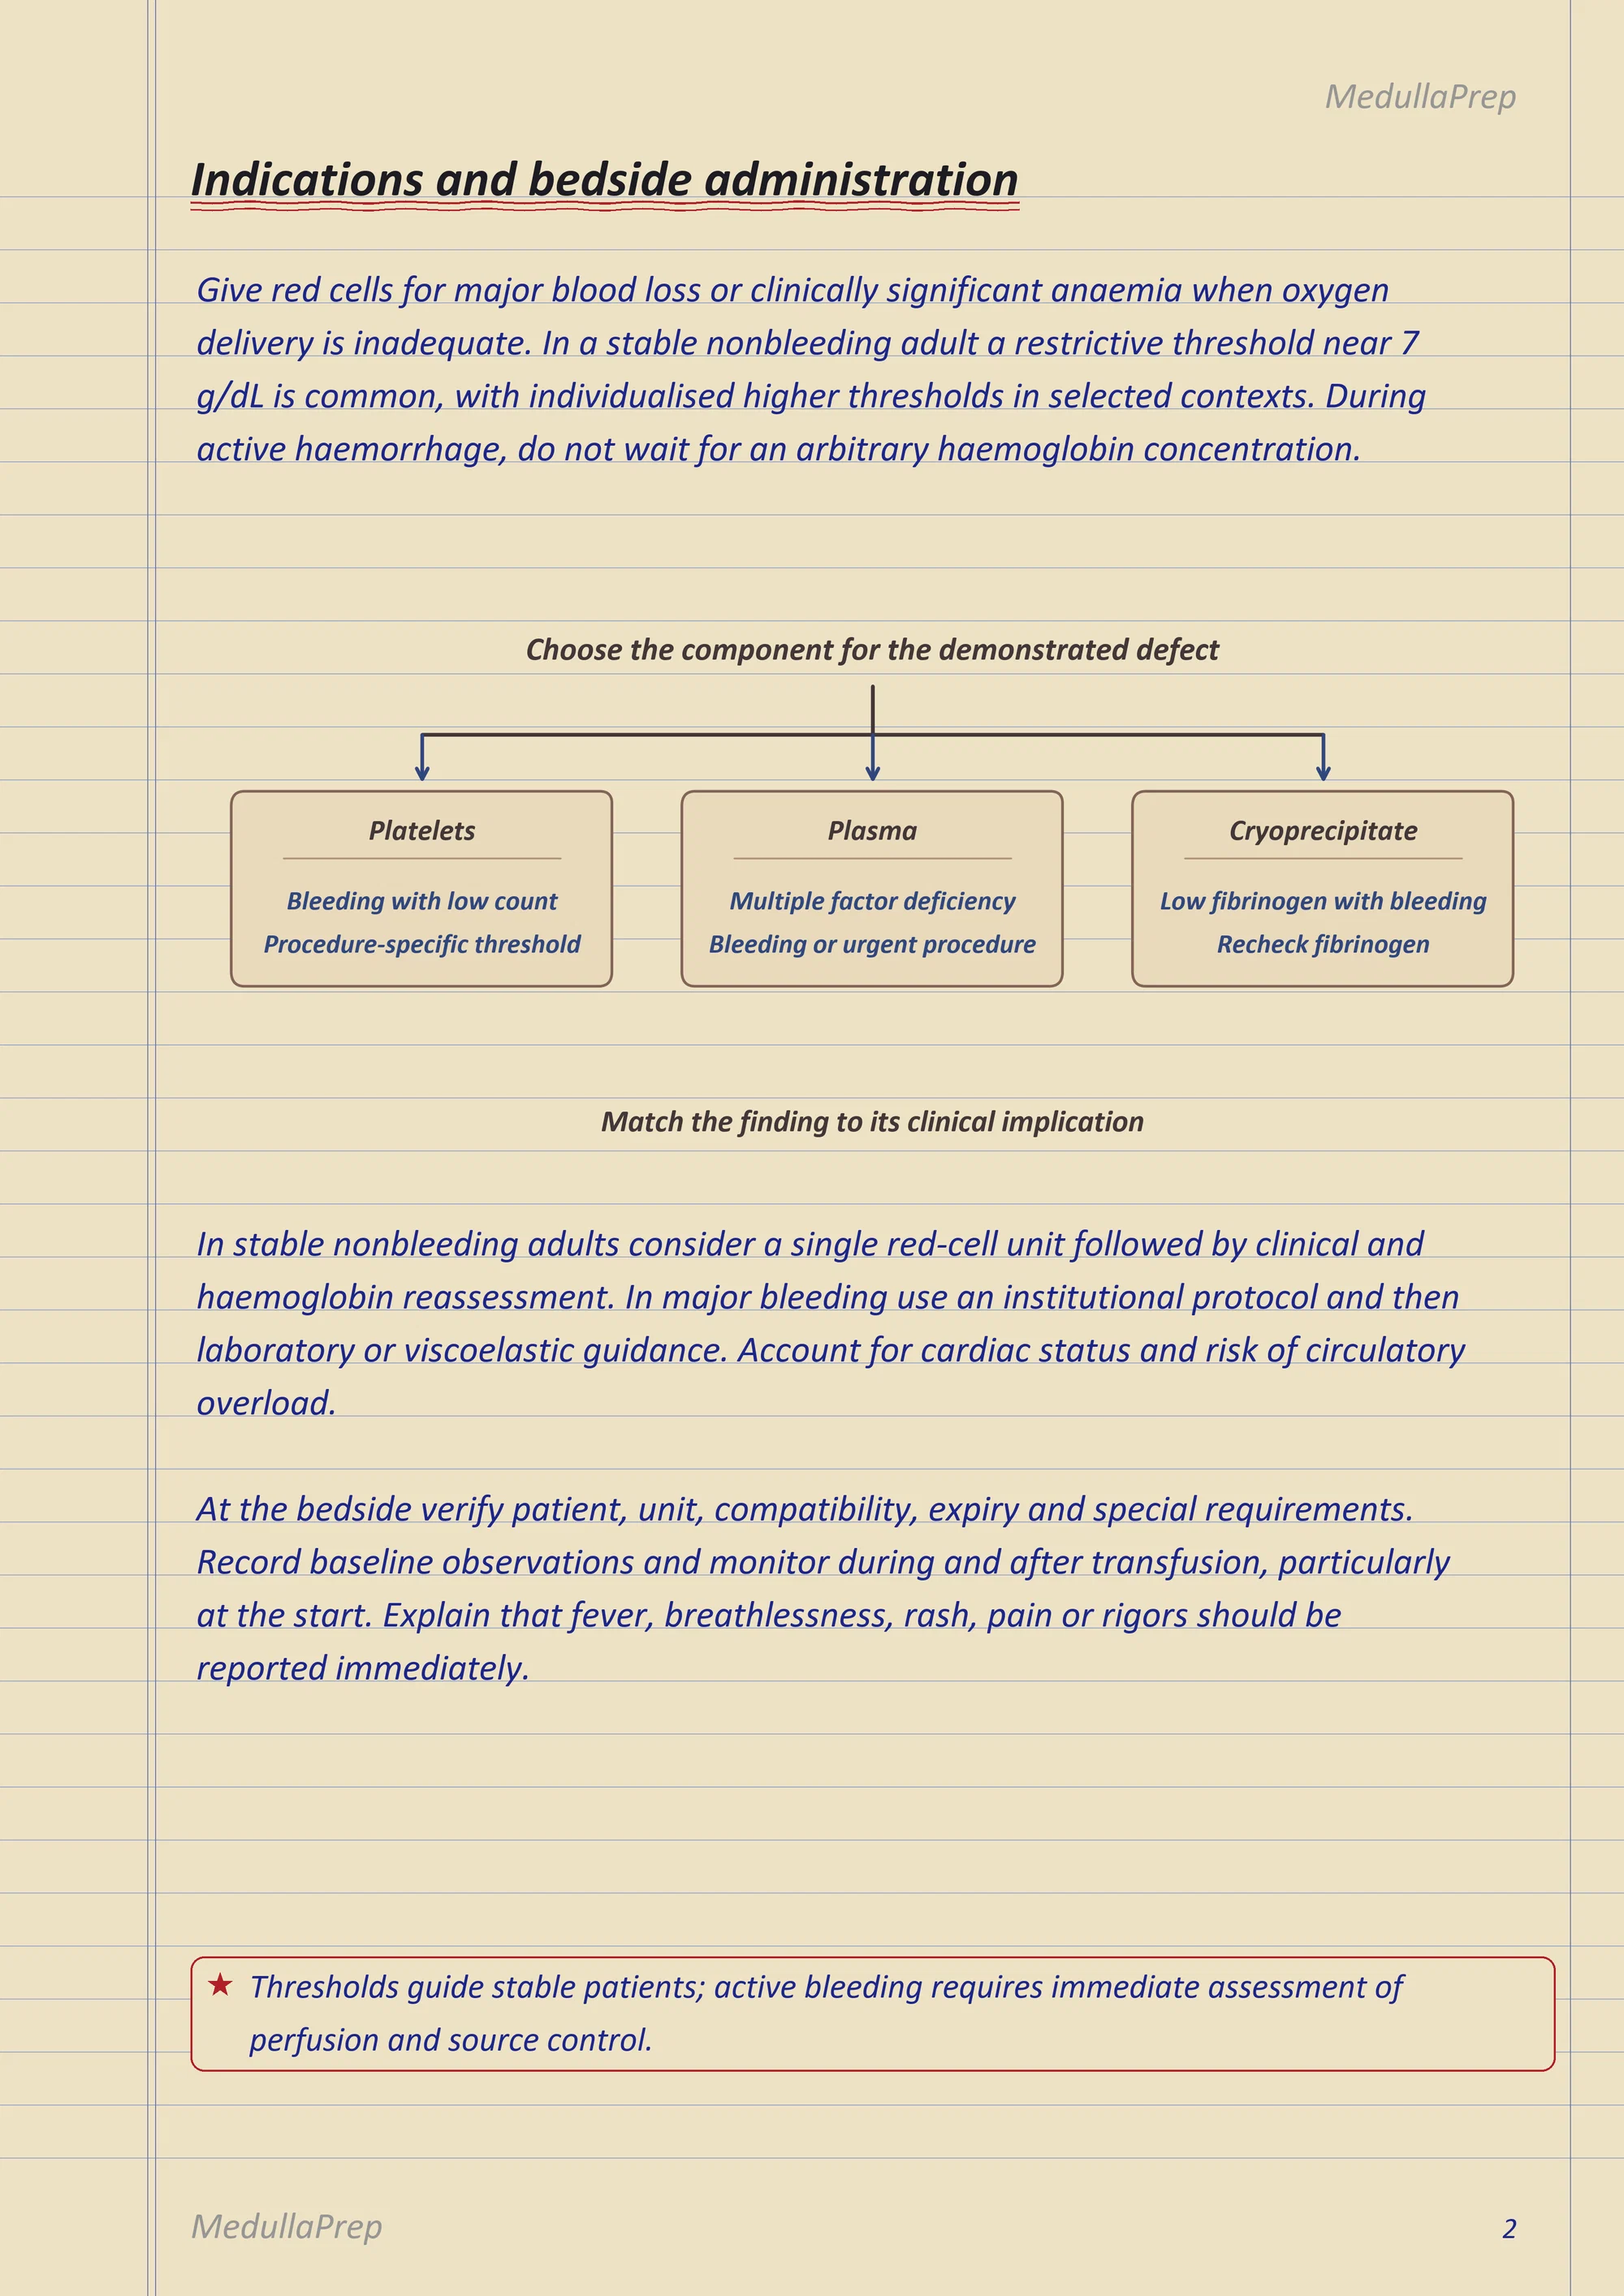 MedullaPrep
Indications and bedside administration
Give red cells for major blood loss or clinically significant anaemia when oxygen
delivery is inadequate. In a stable nonbleeding adult a restrictive threshold near 7
g/dL is common, with individualised higher thresholds in selected contexts. During
active haemorrhage, do not wait for an arbitrary haemoglobin concentration.
Choose the component for the demonstrated defect
Platelets
Bleeding with low count
Procedure-specific threshold
Plasma
Multiple factor deficiency
Bleeding or urgent procedure
Cryoprecipitate
Low fibrinogen with bleeding
Recheck fibrinogen
Match the finding to its clinical implication
In stable nonbleeding adults consider a single red-cell unit followed by clinical and
haemoglobin reassessment. In major bleeding use an institutional protocol and then
laboratory or viscoelastic guidance. Account for cardiac status and risk of circulatory
overload.
At the bedside verify patient, unit, compatibility, expiry and special requirements.
Record baseline observations and monitor during and after transfusion, particularly
at the start. Explain that fever, breathlessness, rash, pain or rigors should be
reported immediately.
★ Thresholds guide stable patients; active bleeding requires immediate assessment of
perfusion and source control.
MedullaPrep
2